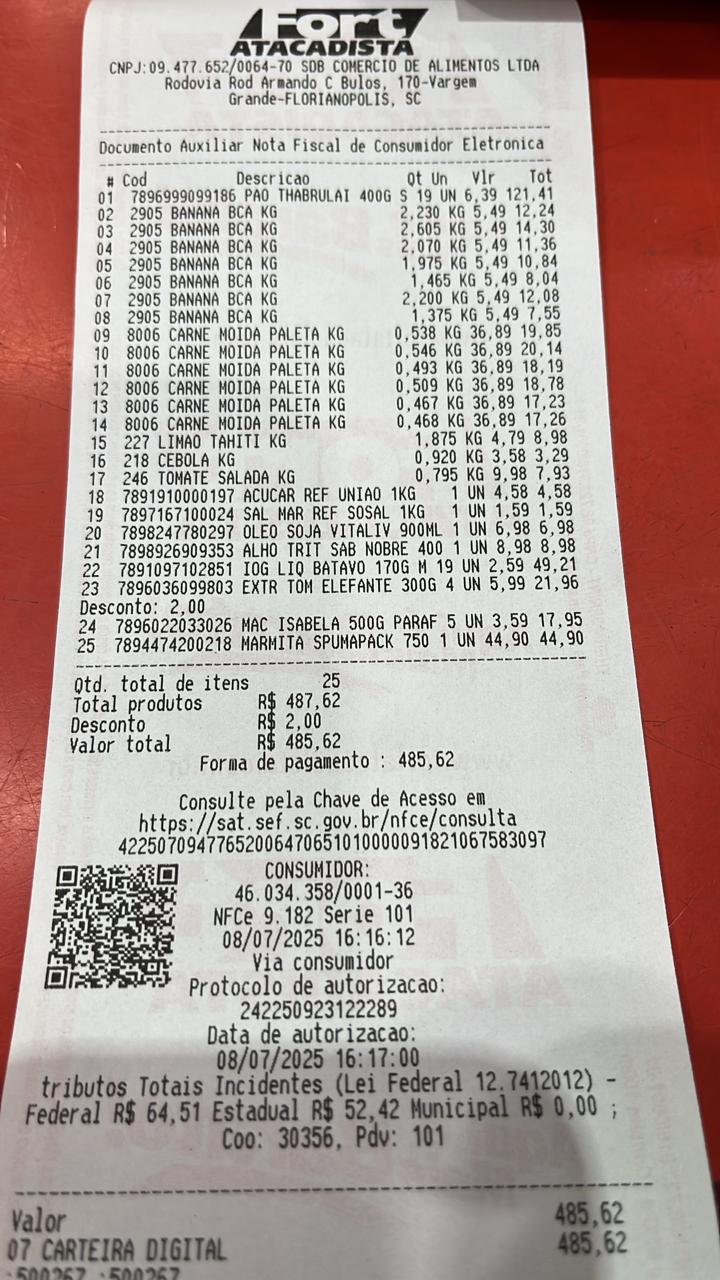 Fort
ATACADISTA
CNPJ:09.477.652/0064-70 SDB COMERCIO DE ALIMENTOS LTDA
Rodovia Rod Armando C Bulos, 170-Vargem
Grande-FLORIANOPOLIS, SC
Documento Auxiliar Nota Fiscal de Consumidor Eletronica
# Cod Descricao Qt Un Vlr Tot
01 7896999099186 PAO THABRULAI 400G S 19 UN 6,39 121,41
02 2905 BANANA BCA KG 2,230 KG 5,49 12,24
03 2905 BANANA BCA KG 2,605 KG 5,49 14,30
04 2905 BANANA BCA KG 2,070 KG 5,49 11,36
05 2905 BANANA BCA KG 1,975 KG 5,49 10,84
06 2905 BANANA BCA KG 1,465 KG 5,49 8,04
07 2905 BANANA BCA KG 2,200 KG 5,49 12,08
08 2905 BANANA BCA KG 1,375 KG 5,49 7,55
09 8006 CARNE MOIDA PALETA KG 0,538 KG 36,89 19,85
10 8006 CARNE MOIDA PALETA KG 0,546 KG 36,89 20,14
11 8006 CARNE MOIDA PALETA KG 0,493 KG 36,89 18,19
12 8006 CARNE MOIDA PALETA KG 0,509 KG 36,89 18,78
13 8006 CARNE MOIDA PALETA KG 0,467 KG 36,89 17,23
14 8006 CARNE MOIDA PALETA KG 0,468 KG 36,89 17,26
15 227 LIMAO TAHITI KG 1,875 KG 4,79 8,98
16 218 CEBOLA KG 0,920 KG 3,58 3,29
17 246 TOMATE SALADA KG 0,795 KG 9,98 7,93
18 7891910000197 ACUCAR REF UNIAO 1KG 1 UN 4,58 4,58
19 7897167100024 SAL MAR REF SOSAL 1KG 1 UN 1,59 1,59
20 7898247780297 OLEO SOJA VITALIV 900ML 1 UN 6,98 6,98
21 7898926909353 ALHO TRIT SAB NOBRE 400 1 UN 8,98 8,98
22 7891097102851 IOG LIQ BATAVO 170G M 19 UN 2,59 49,21
23 7896036099803 EXTR TOM ELEFANTE 300G 4 UN 5,99 21,96
Desconto: 2,00
24 7896022033026 MAC ISABELA 500G PARAF 5 UN 3,59 17,95
25 7894474200218 MARMITA SPUMAPACK 750 1 UN 44,90 44,90
Qtd. total de itens 25
Total produtos R$ 487,62
Desconto R$ 2,00
Valor total R$ 485,62
Forma de pagamento : 485,62
Consulte pela Chave de Acesso em
https://sat.sef.sc.gov.br/nfce/consulta
42250709477652006470651010000091821067583097
CONSUMIDOR:
46.034.358/0001-36
NFCe 9.182 Serie 101
08/07/2025 16:16:12
Via consumidor
Protocolo de autorizacao:
242250923122289
Data de autorizacao:
08/07/2025 16:17:00
tributos Totais Incidentes (Lei Federal 12.7412012) -
Federal R$ 64,51 Estadual R$ 52,42 Municipal R$ 0,00 ;
Coo: 30356, Pdv: 101
Valor 485,62
07 CARTEIRA DIGITAL 485,62
:500267 :500267